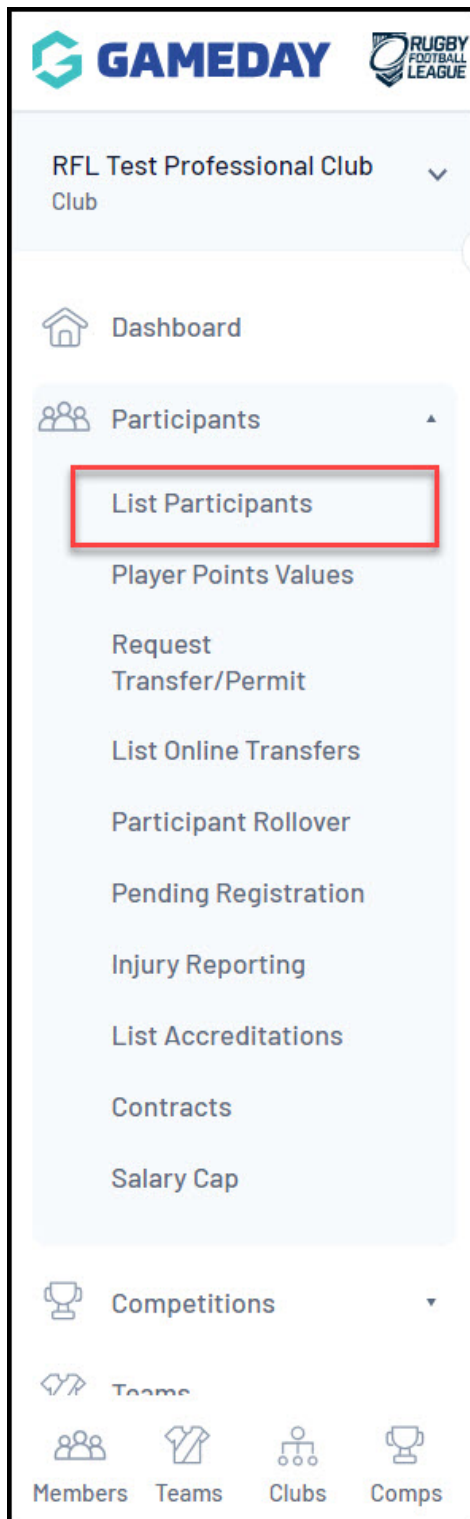 GAMEDAY
RUGBY
FOOTBALL
LEAGUE
RFL Test Professional Club
Club
Dashboard
Participants
List Participants
Player Points Values
Request
Transfer/Permit
List Online Transfers
Participant Rollover
Pending Registration
Injury Reporting
List Accreditations
Contracts
Salary Cap
Competitions
Teams
Members Teams Clubs Comps